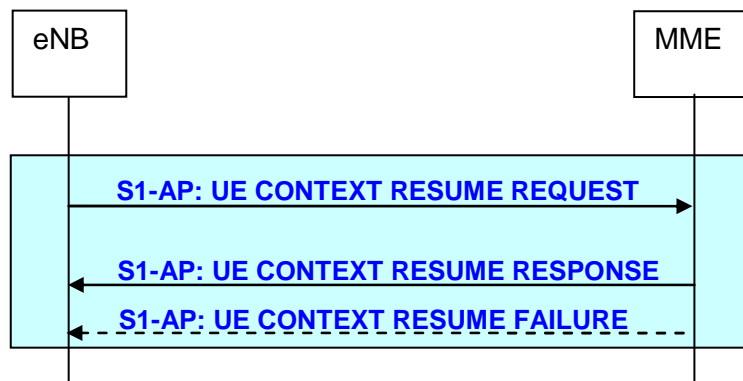 eNB
MME
S1-AP: UE CONTEXT RESUME REQUEST
S1-AP: UE CONTEXT RESUME RESPONSE
S1-AP: UE CONTEXT RESUME FAILURE